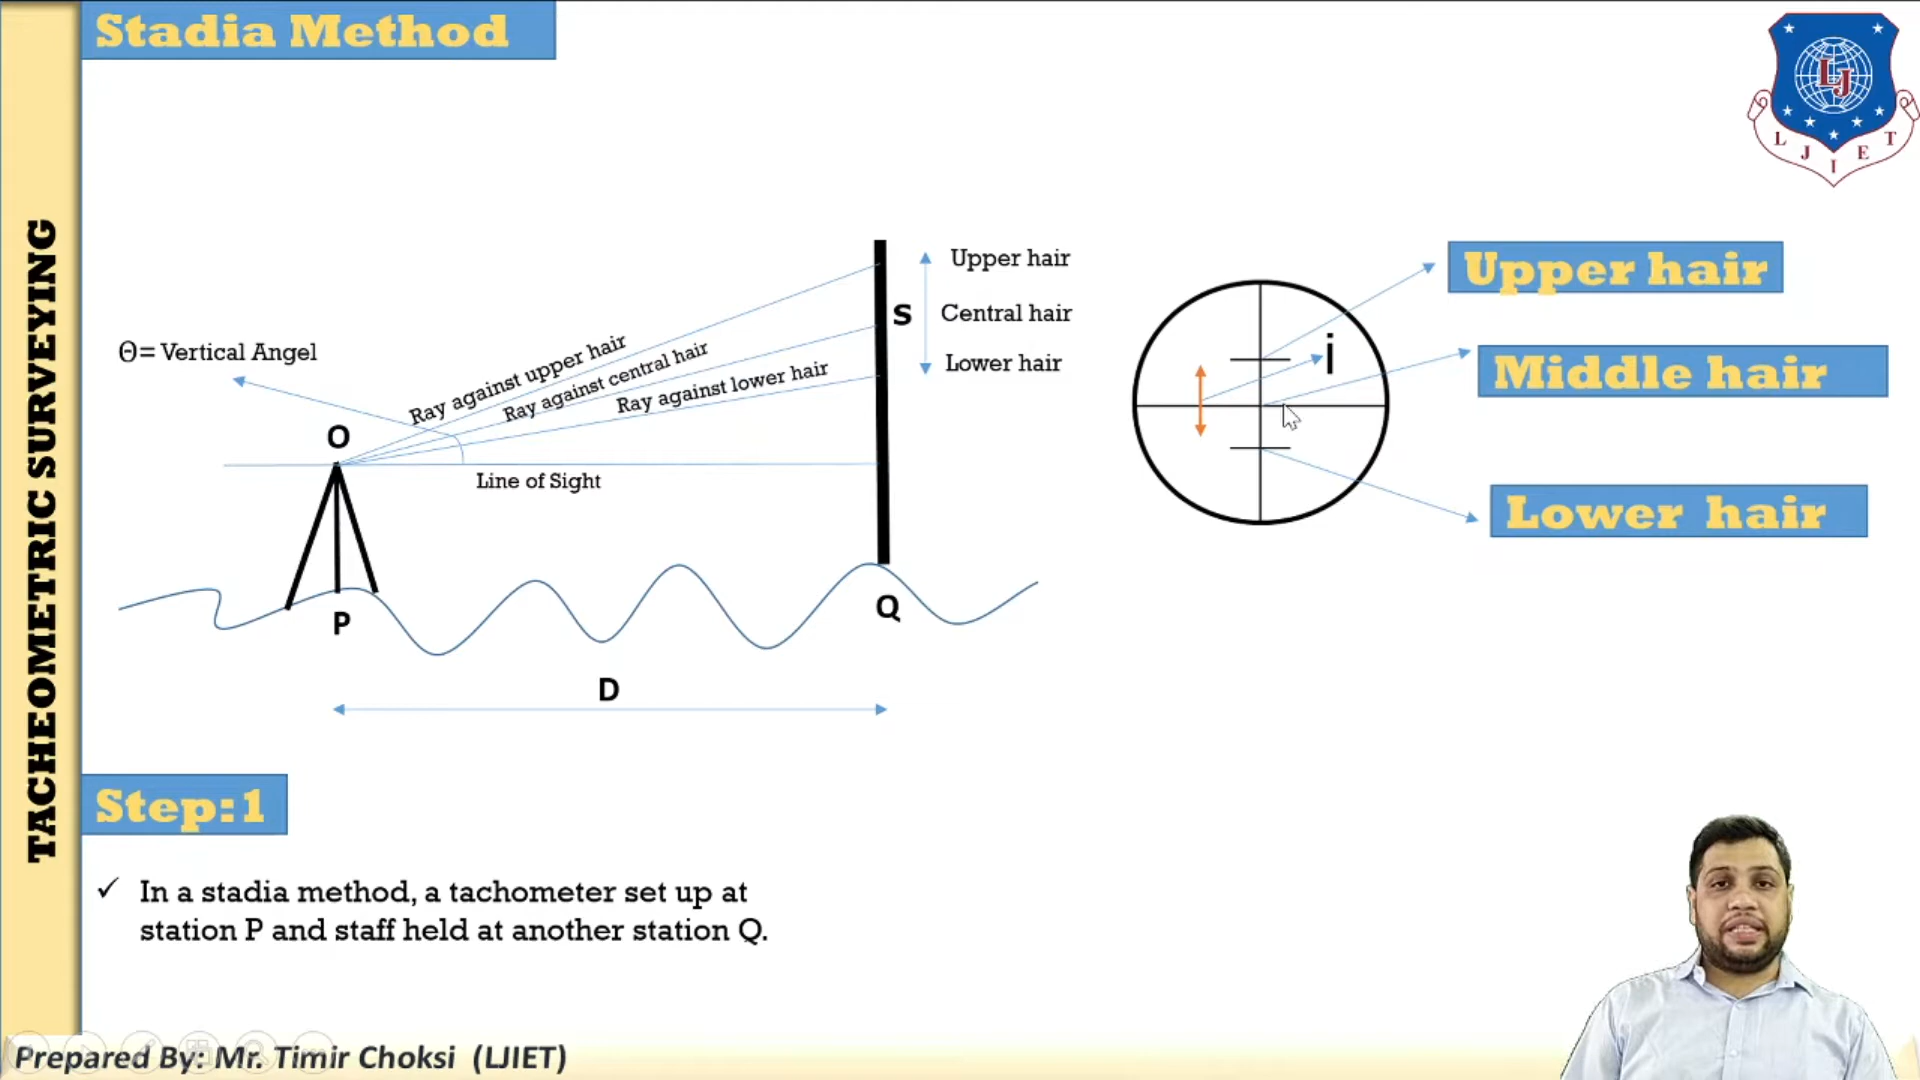 Stadia Method
TACHEOMETRIC SURVEYING
L J
L J I E T
Upper hair
Central hair
Lower hair
S
Θ= Vertical Angel
Ray against upper hair
Ray against central hair
Ray against lower hair
O
Line of Sight
P
Q
D
i
Upper hair
Middle hair
Lower hair
Step:1
✓ In a stadia method, a tachometer set up at
station P and staff held at another station Q.
Prepared By: Mr. Timir Choksi (LJIET)